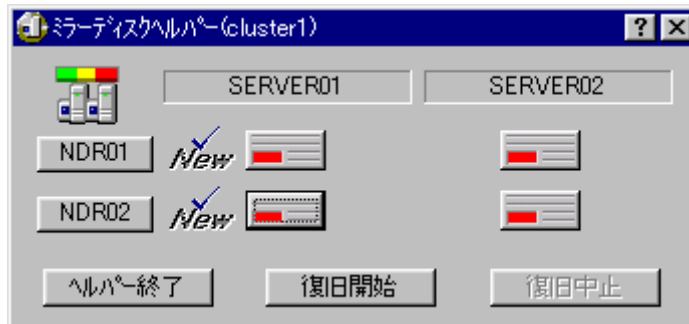 ミラーディスクヘルパー(cluster1)
SERVER01 SERVER02
NDR01 New
NDR02 New
ヘルパー終了 復旧開始 復旧中止